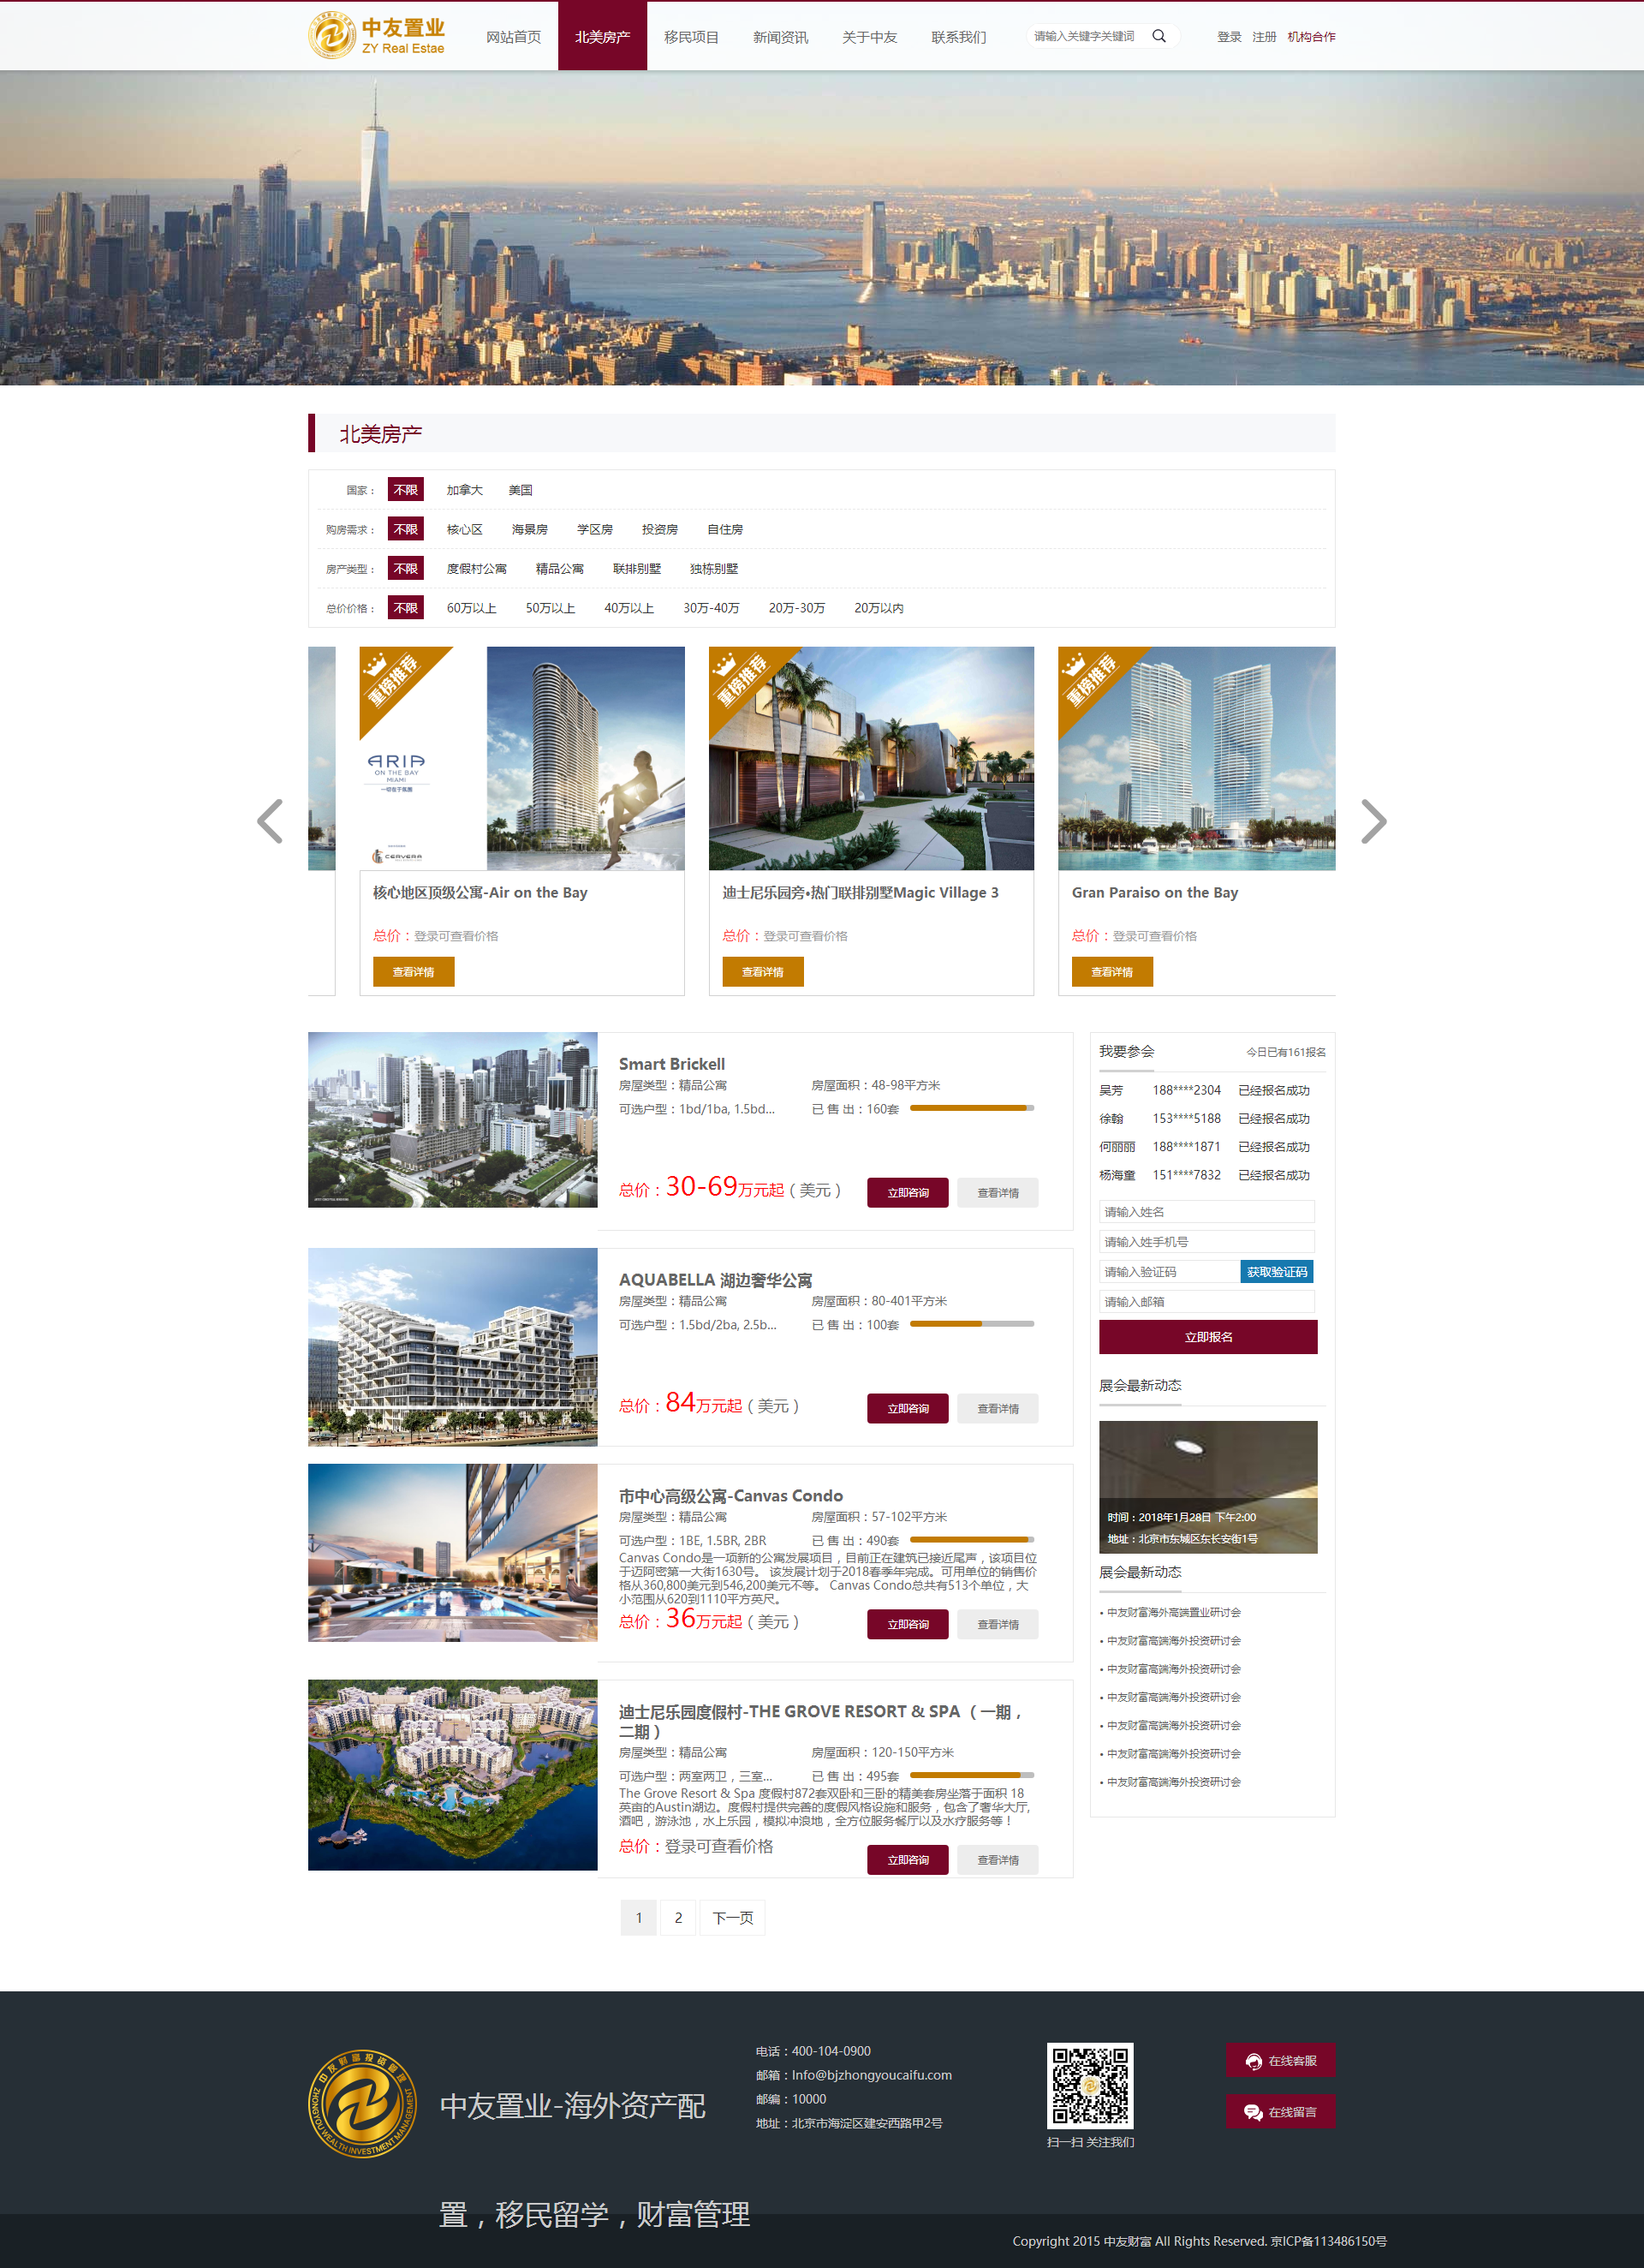 中友置业
ZY Real Estae
网站首页 北美房产 移民项目 新闻资讯 关于中友 联系我们 请输入关键字关键词 登录 注册 机构合作
北美房产
国家： 不限 加拿大 美国
购房需求： 不限 核心区 海景房 学区房 投资房 自住房
房产类型： 不限 度假村公寓 精品公寓 联排别墅 独栋别墅
总价价格： 不限 60万以上 50万以上 40万以上 30万-40万 20万-30万 20万以内
重榜推荐
ARIA
ON THE BAY
MIAMI
CERVERA
核心地区顶级公寓-Air on the Bay
总价：登录可查看价格
查看详情
重榜推荐
迪士尼乐园旁•热门联排别墅Magic Village 3
总价：登录可查看价格
查看详情
重榜推荐
Gran Paraiso on the Bay
总价：登录可查看价格
查看详情
Smart Brickell
房屋类型：精品公寓 房屋面积：48-98平方米
可选户型：1bd/1ba, 1.5bd... 已 售 出：160套
总价：30-69万元起（美元） 立即咨询 查看详情
AQUABELLA 湖边奢华公寓
房屋类型：精品公寓 房屋面积：80-401平方米
可选户型：1.5bd/2ba, 2.5b... 已 售 出：100套
总价：84万元起（美元） 立即咨询 查看详情
市中心高级公寓-Canvas Condo
房屋类型：精品公寓 房屋面积：57-102平方米
可选户型：1BE, 1.5BR, 2BR 已 售 出：490套
Canvas Condo是一项新的公寓发展项目，目前正在建筑已接近尾声，该项目位
于迈阿密第一大街1630号。 该发展计划于2018春季年完成。可用单位的销售价
格从360,800美元到546,200美元不等。 Canvas Condo总共有513个单位，大
小范围从620到1110平方英尺。
总价：36万元起（美元） 立即咨询 查看详情
迪士尼乐园度假村-THE GROVE RESORT & SPA （一期，
二期）
房屋类型：精品公寓 房屋面积：120-150平方米
可选户型：两室两卫，三室... 已 售 出：495套
The Grove Resort & Spa 度假村872套双卧和三卧的精美套房坐落于面积 18
英亩的Austin湖边。度假村提供完善的度假风格设施和服务，包含了奢华大厅,
酒吧，游泳池，水上乐园，模拟冲浪地，全方位服务餐厅以及水疗服务等！
总价：登录可查看价格 立即咨询 查看详情
1 2 下一页
我要参会 今日已有161报名
吴芳 188****2304 已经报名成功
徐翰 153****5188 已经报名成功
何丽丽 188****1871 已经报名成功
杨海童 151****7832 已经报名成功
请输入姓名
请输入姓手机号
请输入验证码 获取验证码
请输入邮箱
立即报名
展会最新动态
时间：2018年1月28日 下午2:00
地址：北京市东城区东长安街1号
展会最新动态
• 中友财富海外高端置业研讨会
• 中友财富高端海外投资研讨会
• 中友财富高端海外投资研讨会
• 中友财富高端海外投资研讨会
• 中友财富高端海外投资研讨会
• 中友财富高端海外投资研讨会
• 中友财富高端海外投资研讨会
中友财富投资管理
ZHONGYOU WEALTH INVESTMENT MANAGEMENT
中友置业-海外资产配
置，移民留学，财富管理
电话：400-104-0900
邮箱：Info@bjzhongyoucaifu.com
邮编：10000
地址：北京市海淀区建安西路甲2号
扫一扫 关注我们
在线客服
在线留言
Copyright 2015 中友财富 All Rights Reserved. 京ICP备113486150号